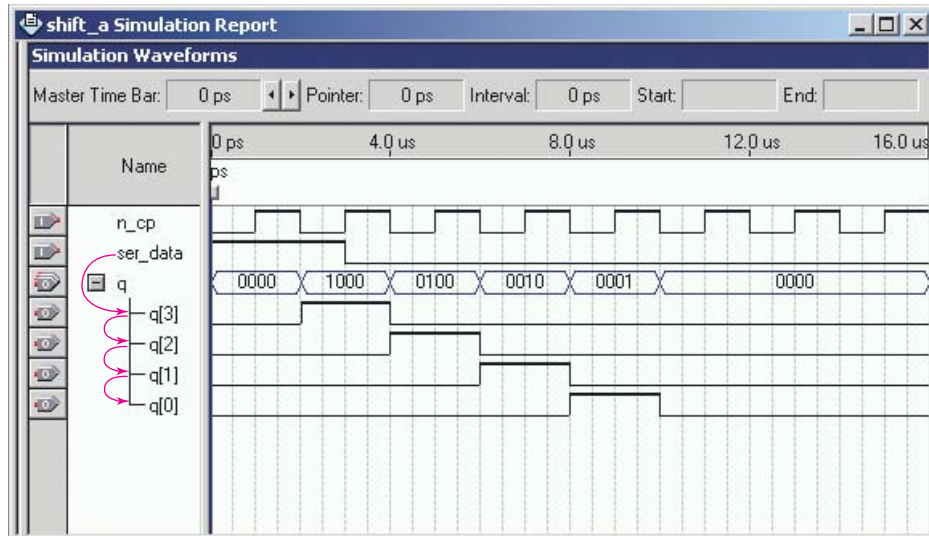 shift_a Simulation Report
Simulation Waveforms
Master Time Bar: 0 ps Pointer: 0 ps Interval: 0 ps Start: End:
Name
0 ps 4.0 us 8.0 us 12.0 us 16.0 us
ps
n_cp
ser_data
q 0000 1000 0100 0010 0001 0000
q[3]
q[2]
q[1]
q[0]